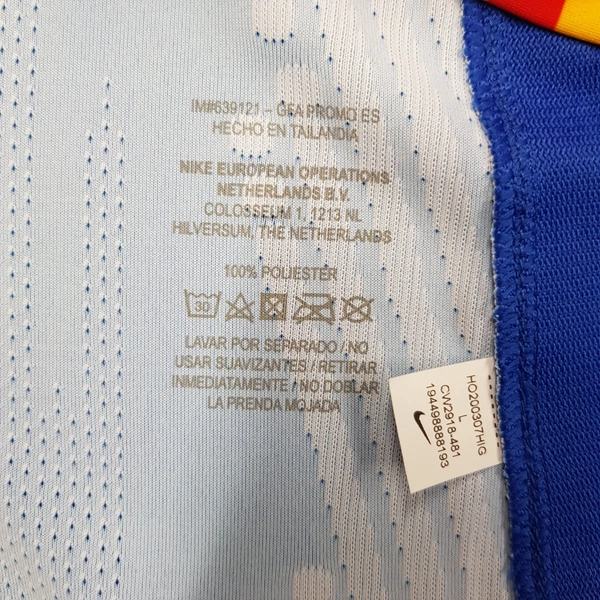 IM#639121 – GFA PROMO ES
HECHO EN TAILANDIA
NIKE EUROPEAN OPERATIONS
NETHERLANDS B.V.
COLOSSEUM 1, 1213 NL
HILVERSUM, THE NETHERLANDS
100% POLIESTER
30
LAVAR POR SEPARADO / NO
USAR SUAVIZANTES / RETIRAR
INMEDIATAMENTE / NO DOBLAR
LA PRENDA MOJADA
HO200307HIG
L
CW2918-481
194498888193